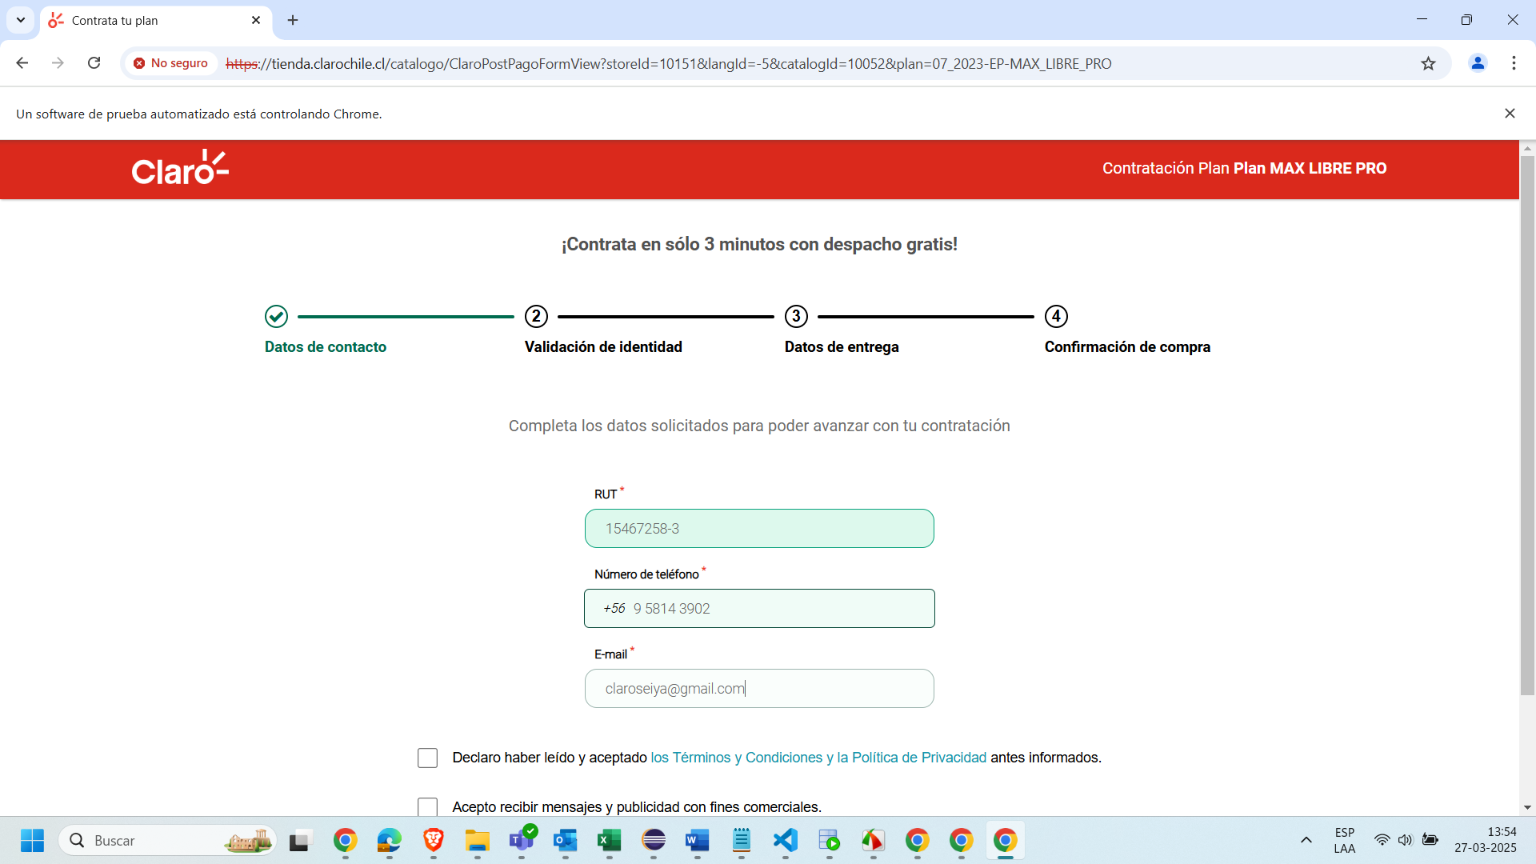 Contrata tu plan
No seguro
https://tienda.clarochile.cl/catalogo/ClaroPostPagoFormView?storeId=10151&langId=-5&catalogId=10052&plan=07_2023-EP-MAX_LIBRE_PRO
Un software de prueba automatizado está controlando Chrome.
Claro
Contratación Plan Plan MAX LIBRE PRO
¡Contrata en sólo 3 minutos con despacho gratis!
2 3 4
Datos de contacto Validación de identidad Datos de entrega Confirmación de compra
Completa los datos solicitados para poder avanzar con tu contratación
RUT *
15467258-3
Número de teléfono *
+56 9 5814 3902
E-mail *
claroseiya@gmail.com
Declaro haber leído y aceptado los Términos y Condiciones y la Política de Privacidad antes informados.
Acepto recibir mensajes y publicidad con fines comerciales.
Buscar
ESP
LAA
13:54
27-03-2025